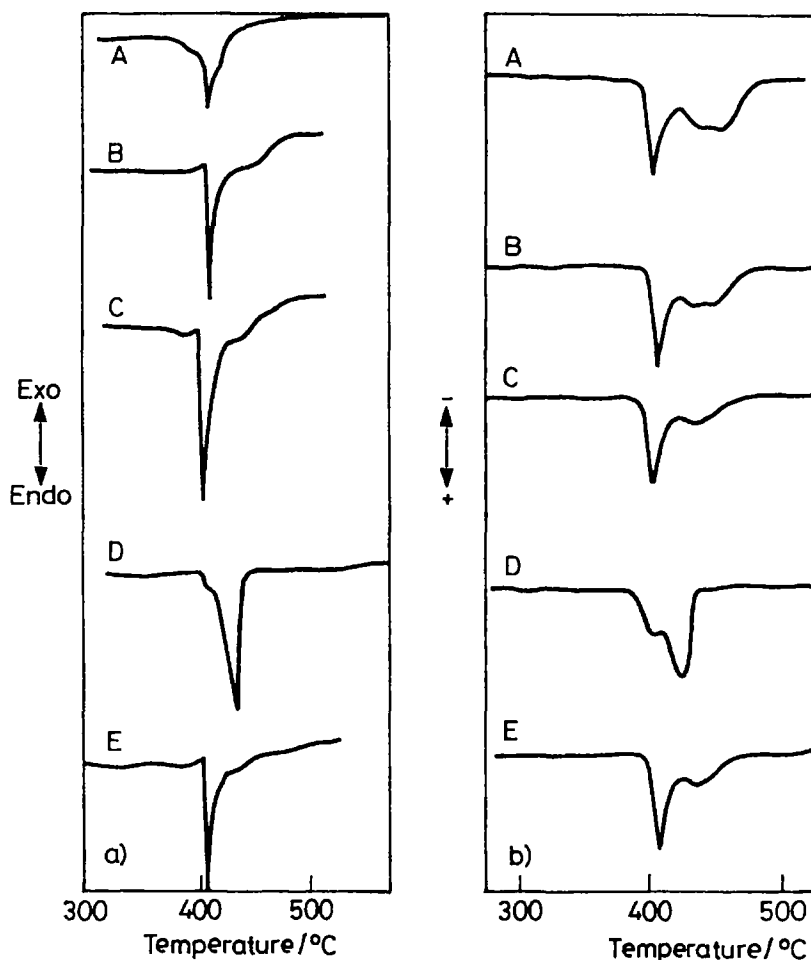 A
B
C
Exo
Endo
D
E
a)
300
400
500
Temperature/°C
A
B
C
-
+
D
E
b)
300
400
500
Temperature/°C